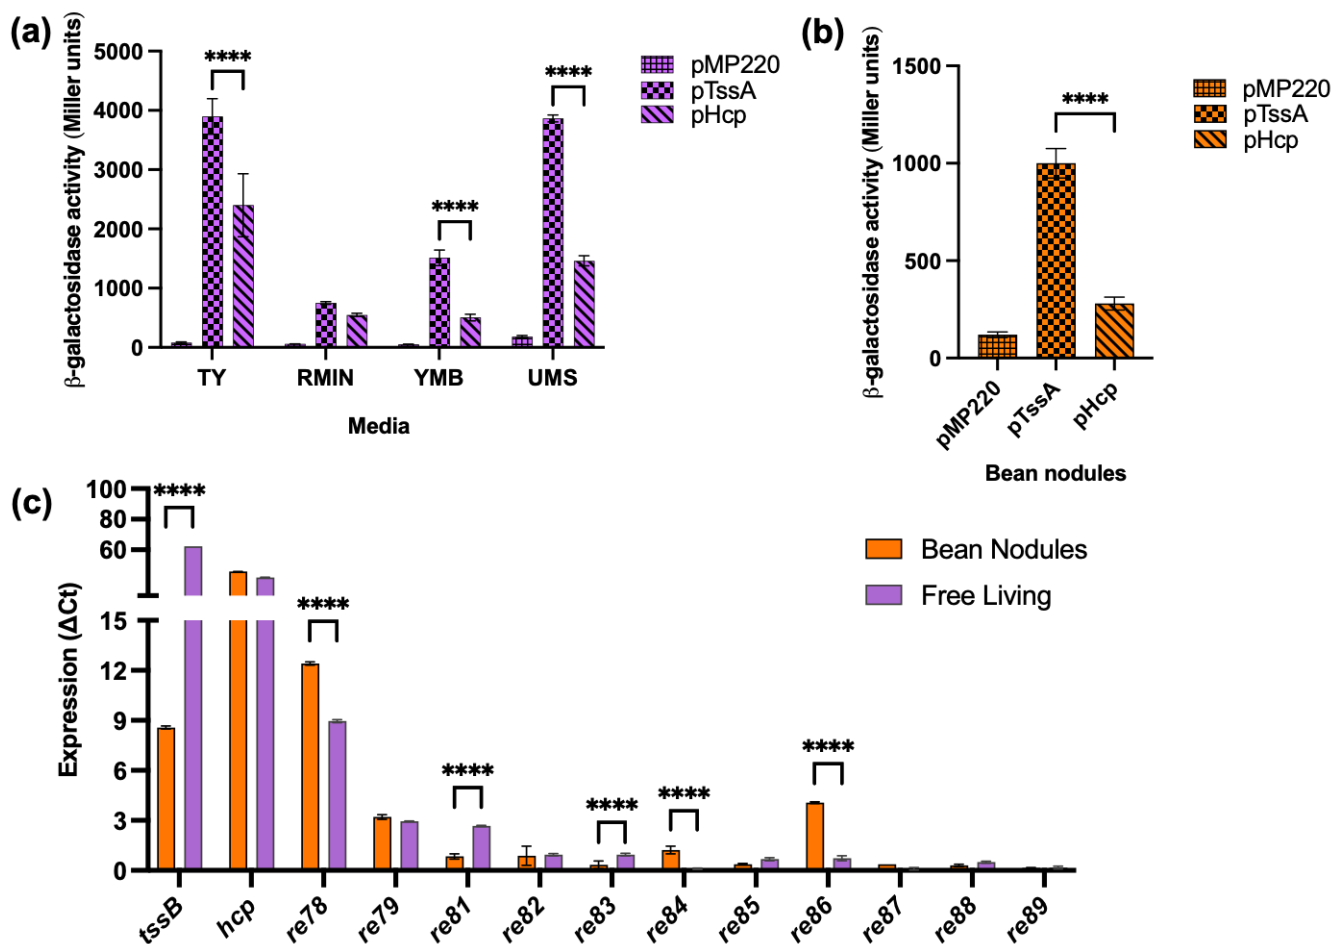 (a)
β-galactosidase activity (Miller units)
5000
4000
3000
2000
1000
0
****
****
****
TY
RMIN
YMB
UMS
Media
pMP220
pTssA
pHcp
(b)
β-galactosidase activity (Miller units)
1500
1000
500
0
****
pMP220
pTssA
pHcp
Bean nodules
pMP220
pTssA
pHcp
(c)
Expression (ΔCt)
100
80
60
15
12
9
6
3
0
****
****
****
****
****
****
tssB
hcp
re78
re79
re81
re82
re83
re84
re85
re86
re87
re88
re89
Bean Nodules
Free Living